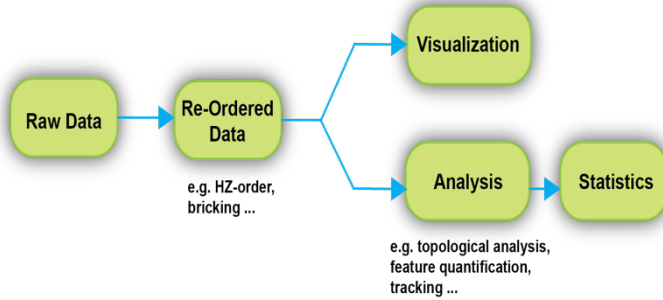 Raw Data
Re-Ordered
Data
e.g. HZ-order,
bricking ...
Visualization
Analysis
e.g. topological analysis,
feature quantification,
tracking ...
Statistics